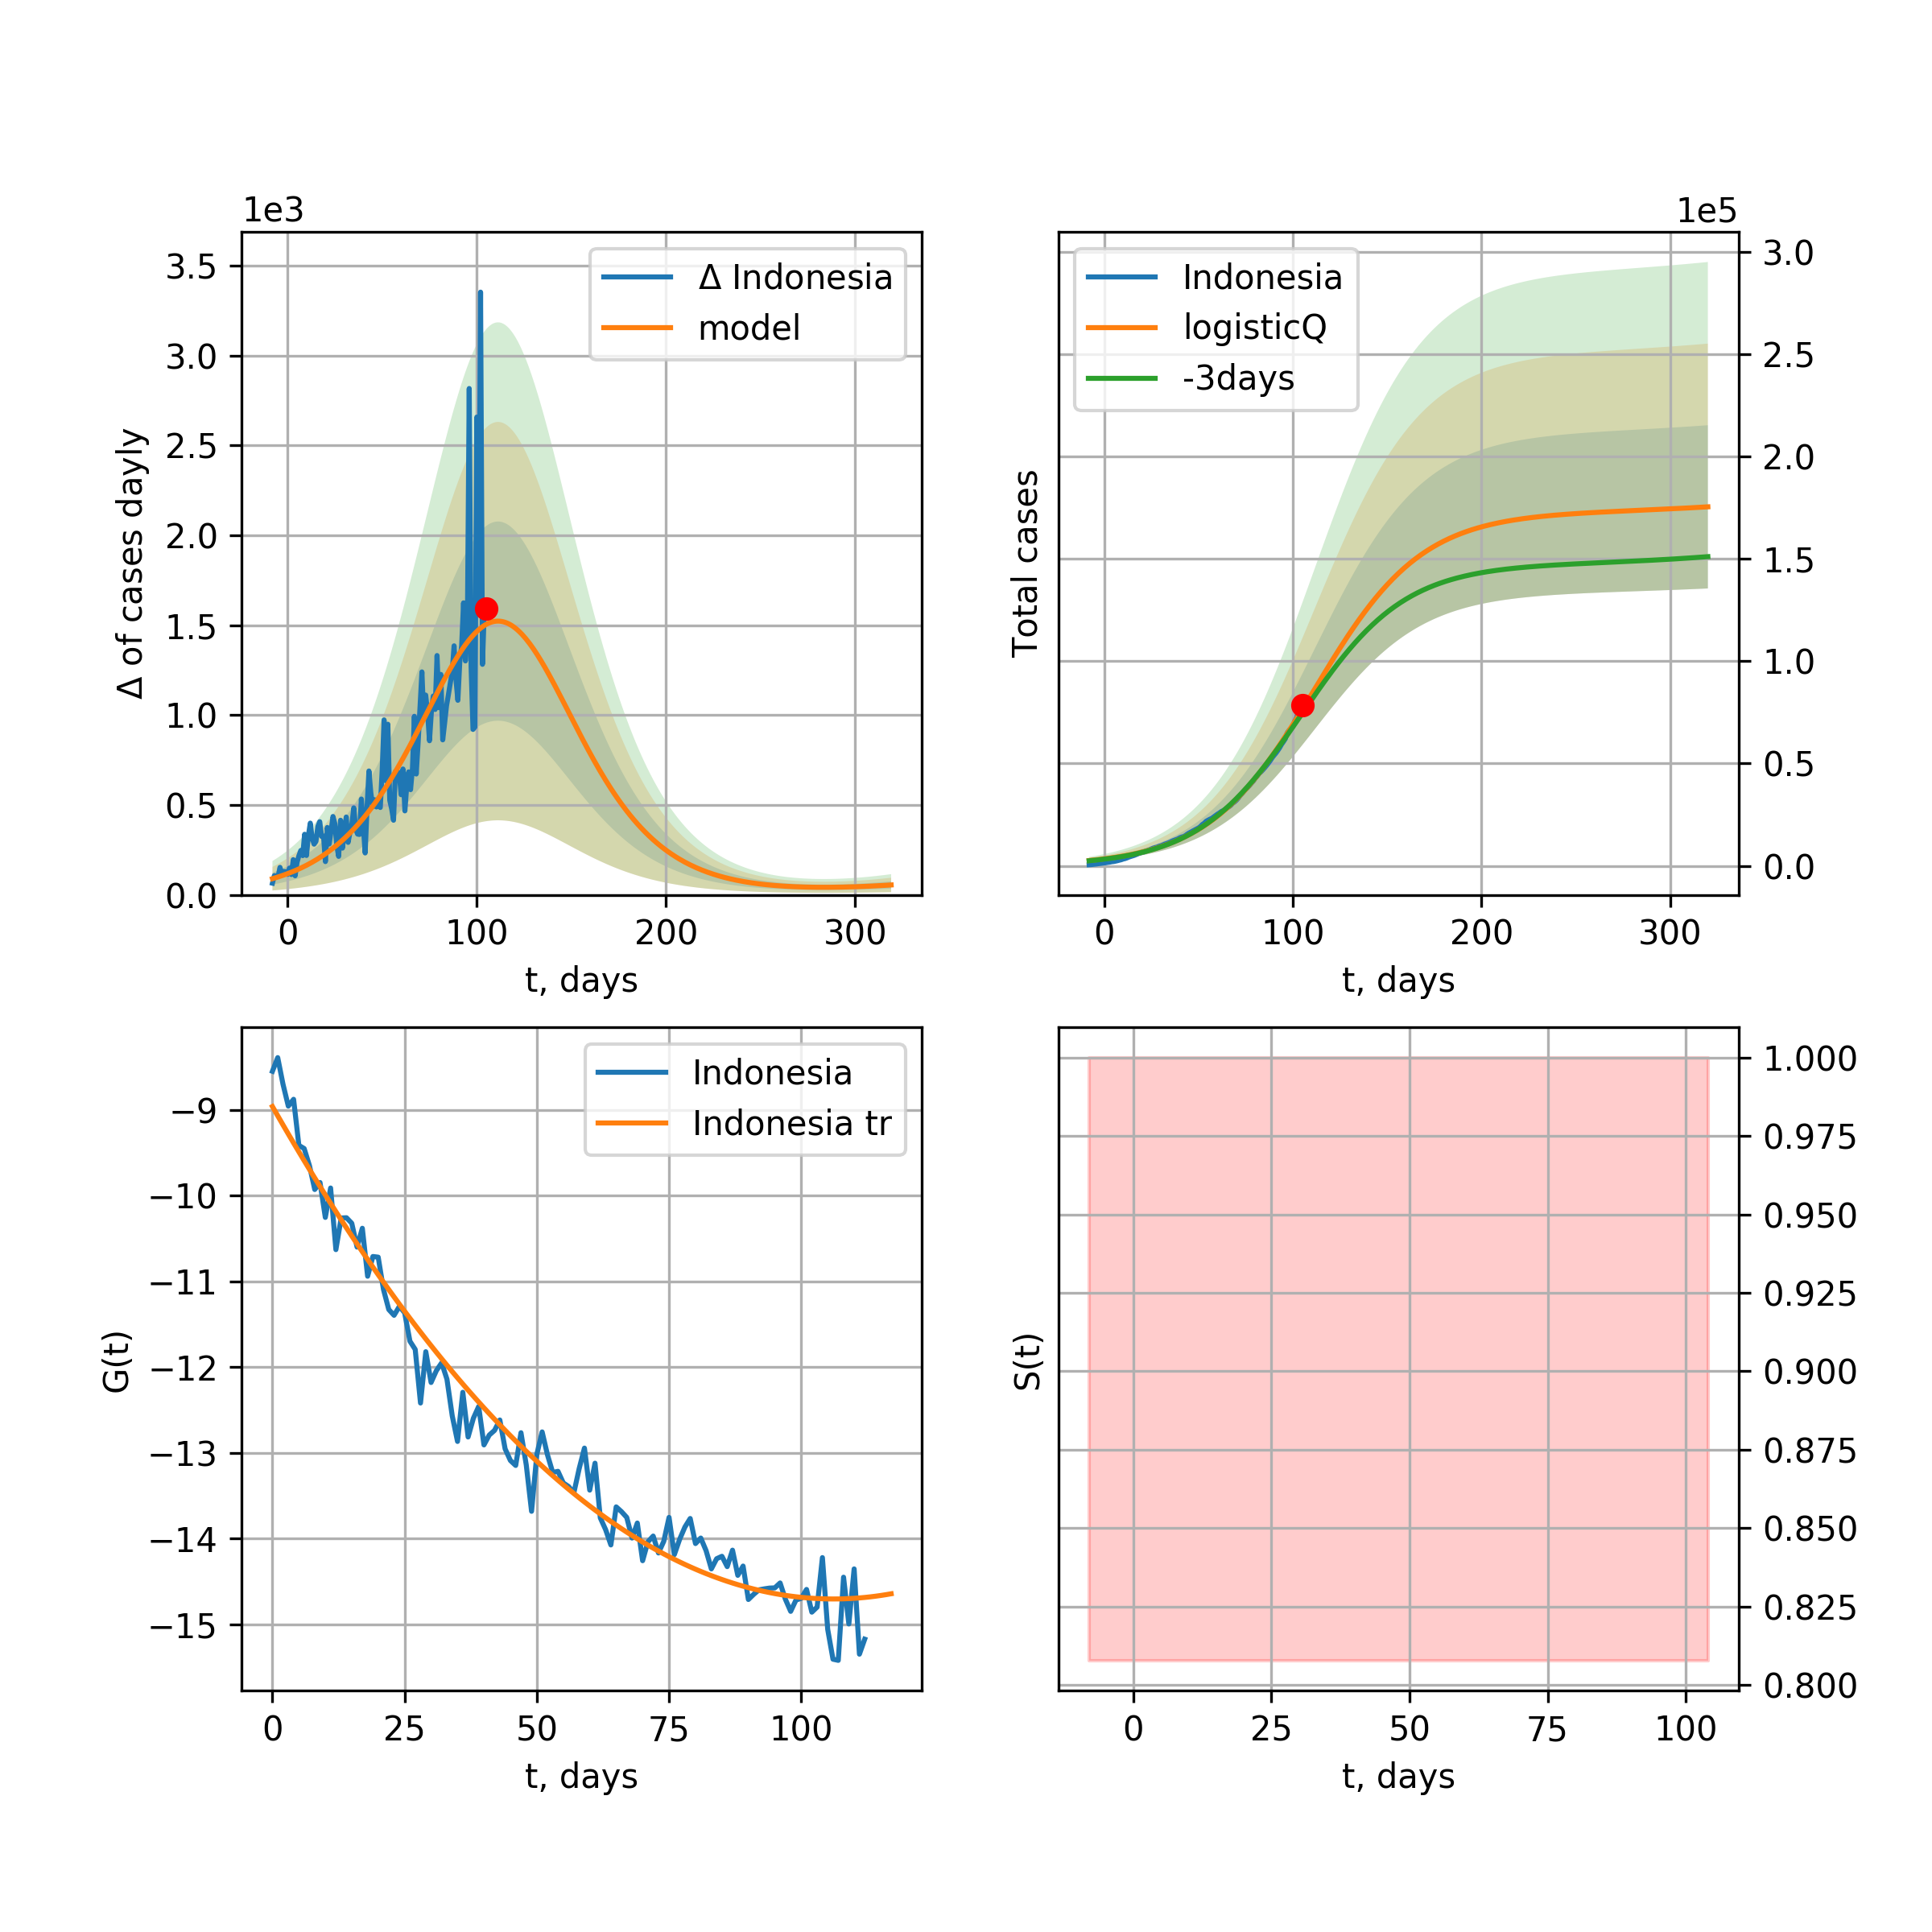 1e3
3.5
3.0
2.5
2.0
1.5
1.0
0.5
0.0
Δ of cases dayly
Δ Indonesia
model
0 100 200 300
t, days
1e5
Indonesia
logisticQ
-3days
3.0
2.5
2.0
1.5
1.0
0.5
0.0
Total cases
0 100 200 300
t, days
−9
−10
−11
−12
−13
−14
−15
G(t)
Indonesia
Indonesia tr
0 25 50 75 100
t, days
1.000
0.975
0.950
0.925
0.900
0.875
0.850
0.825
0.800
S(t)
0 25 50 75 100
t, days